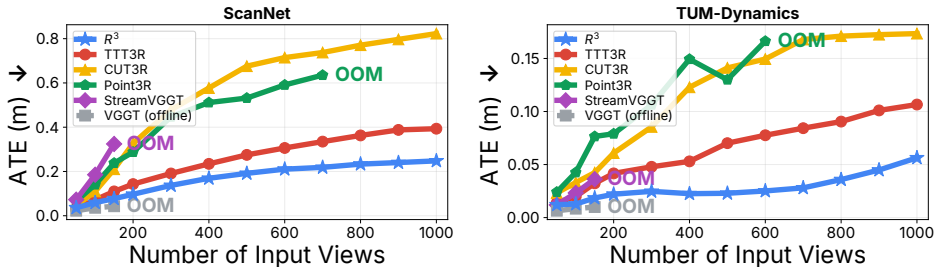 ScanNet
ATE (m) →
0.8
0.6
0.4
0.2
0.0
R³
TTT3R
CUT3R
Point3R
StreamVGGT
VGGT (offline)
OOM
OOM
OOM
200
400
600
800
1000
Number of Input Views
TUM-Dynamics
ATE (m) →
0.15
0.10
0.05
0.00
R³
TTT3R
CUT3R
Point3R
StreamVGGT
VGGT (offline)
OOM
OOM
OOM
200
400
600
800
1000
Number of Input Views